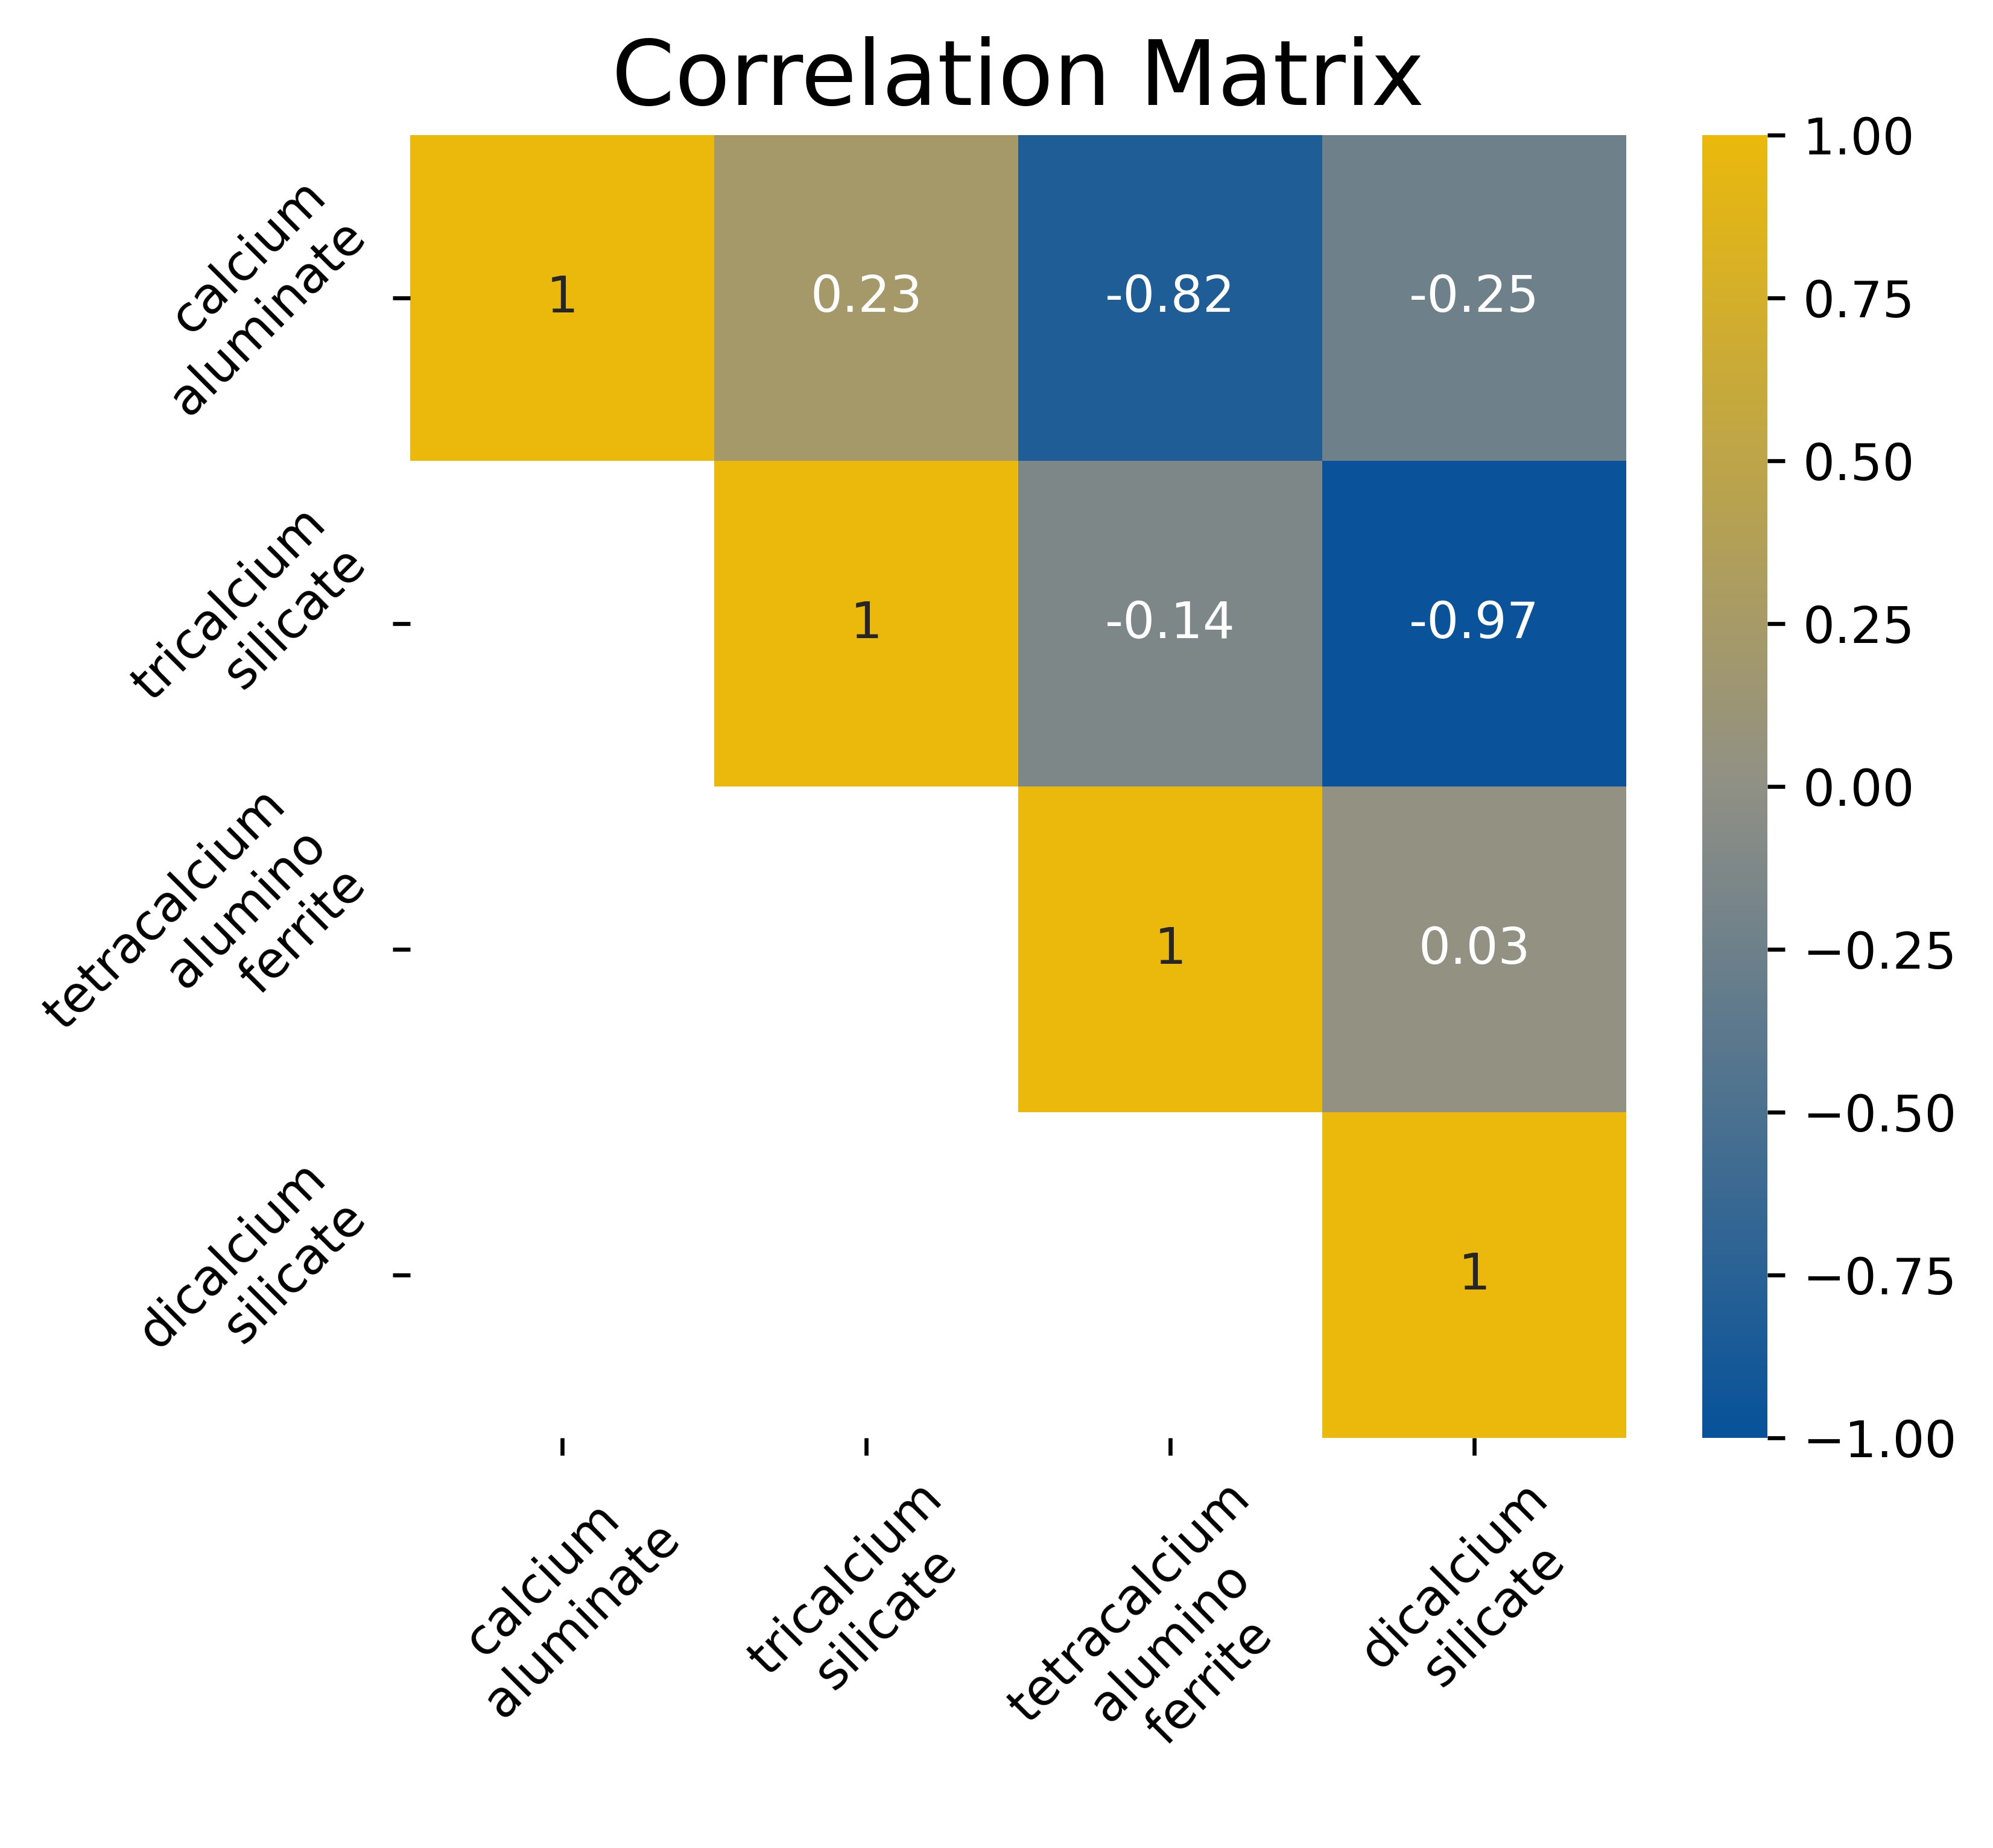 Correlation Matrix
calcium
aluminate
1
0.23
-0.82
-0.25
tricalcium
silicate
1
-0.14
-0.97
tetracalcium
alumino
ferrite
1
0.03
dicalcium
silicate
1
calcium
aluminate
tricalcium
silicate
tetracalcium
alumino
ferrite
dicalcium
silicate
1.00
0.75
0.50
0.25
0.00
−0.25
−0.50
−0.75
−1.00